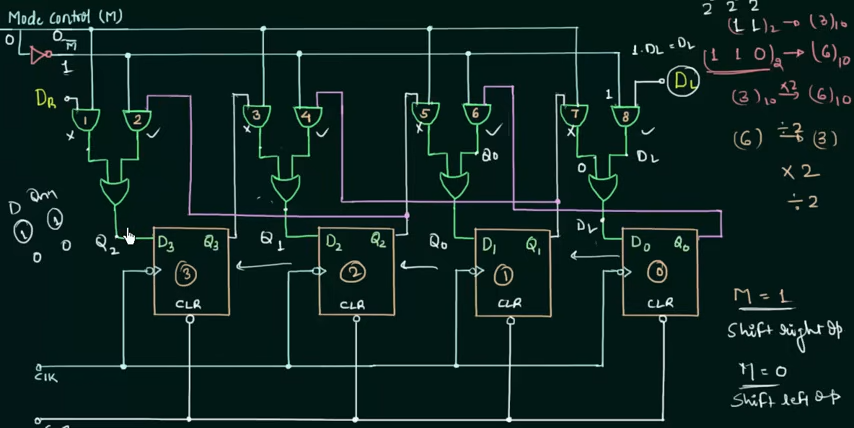 Mode Control (M)
0
0
M
1
DR
1
2
3
4
5
6
7
8
1
1·DL = DL
DL
2 2 2
(1 1)2 → (3)10
(1 1 0)2 → (6)10
(3)10 ×2→ (6)10
(6) ÷2→ (3)
× 2
÷ 2
Q0
0
DL
D Qm
1 1
0 0
Q2
D3 Q3
3
CLR
Q1
D2 Q2
2
CLR
Q0
D1 Q1
1
CLR
DL
D0 Q0
0
CLR
CLK
M = 1
Shift right op
M = 0
Shift left op